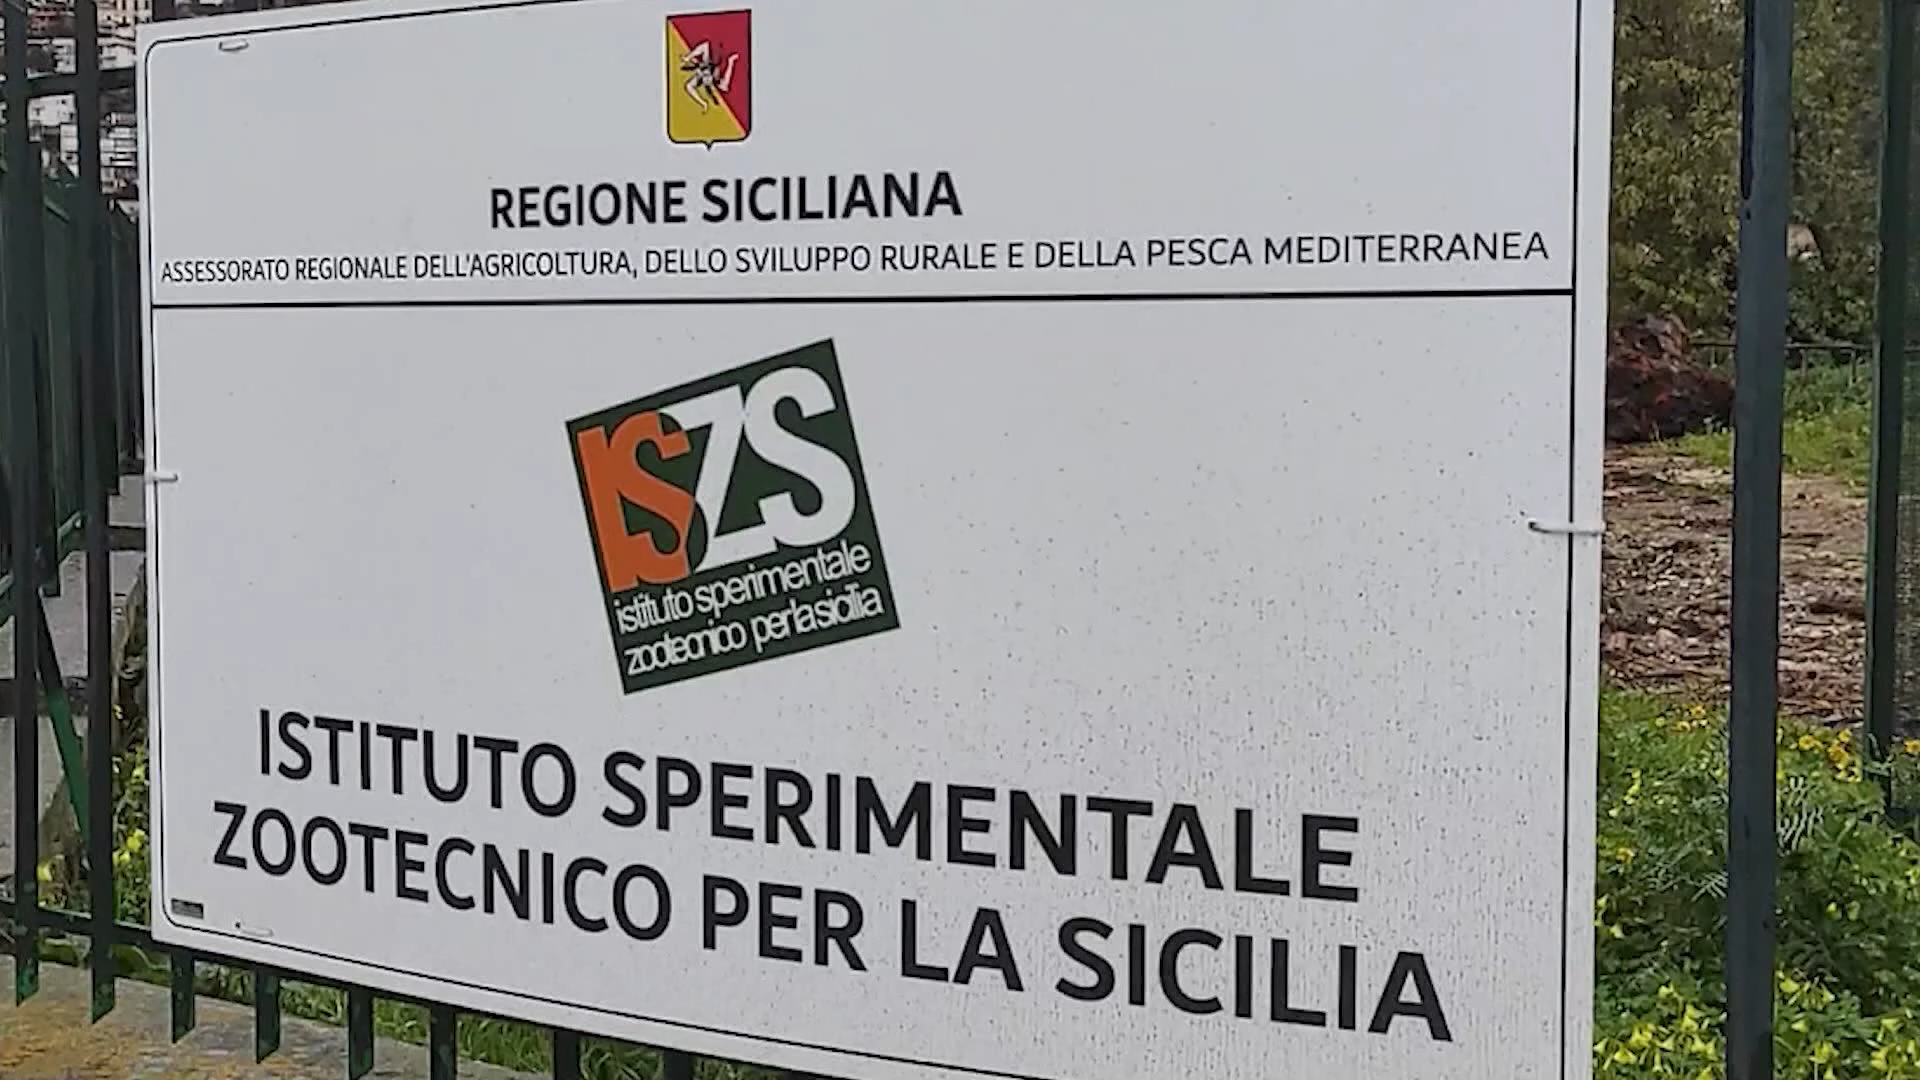 REGIONE SICILIANA
ASSESSORATO REGIONALE DELL'AGRICOLTURA, DELLO SVILUPPO RURALE E DELLA PESCA MEDITERRANEA
ISZS
istituto sperimentale
zootecnico per la sicilia
ISTITUTO SPERIMENTALE
ZOOTECNICO PER LA SICILIA